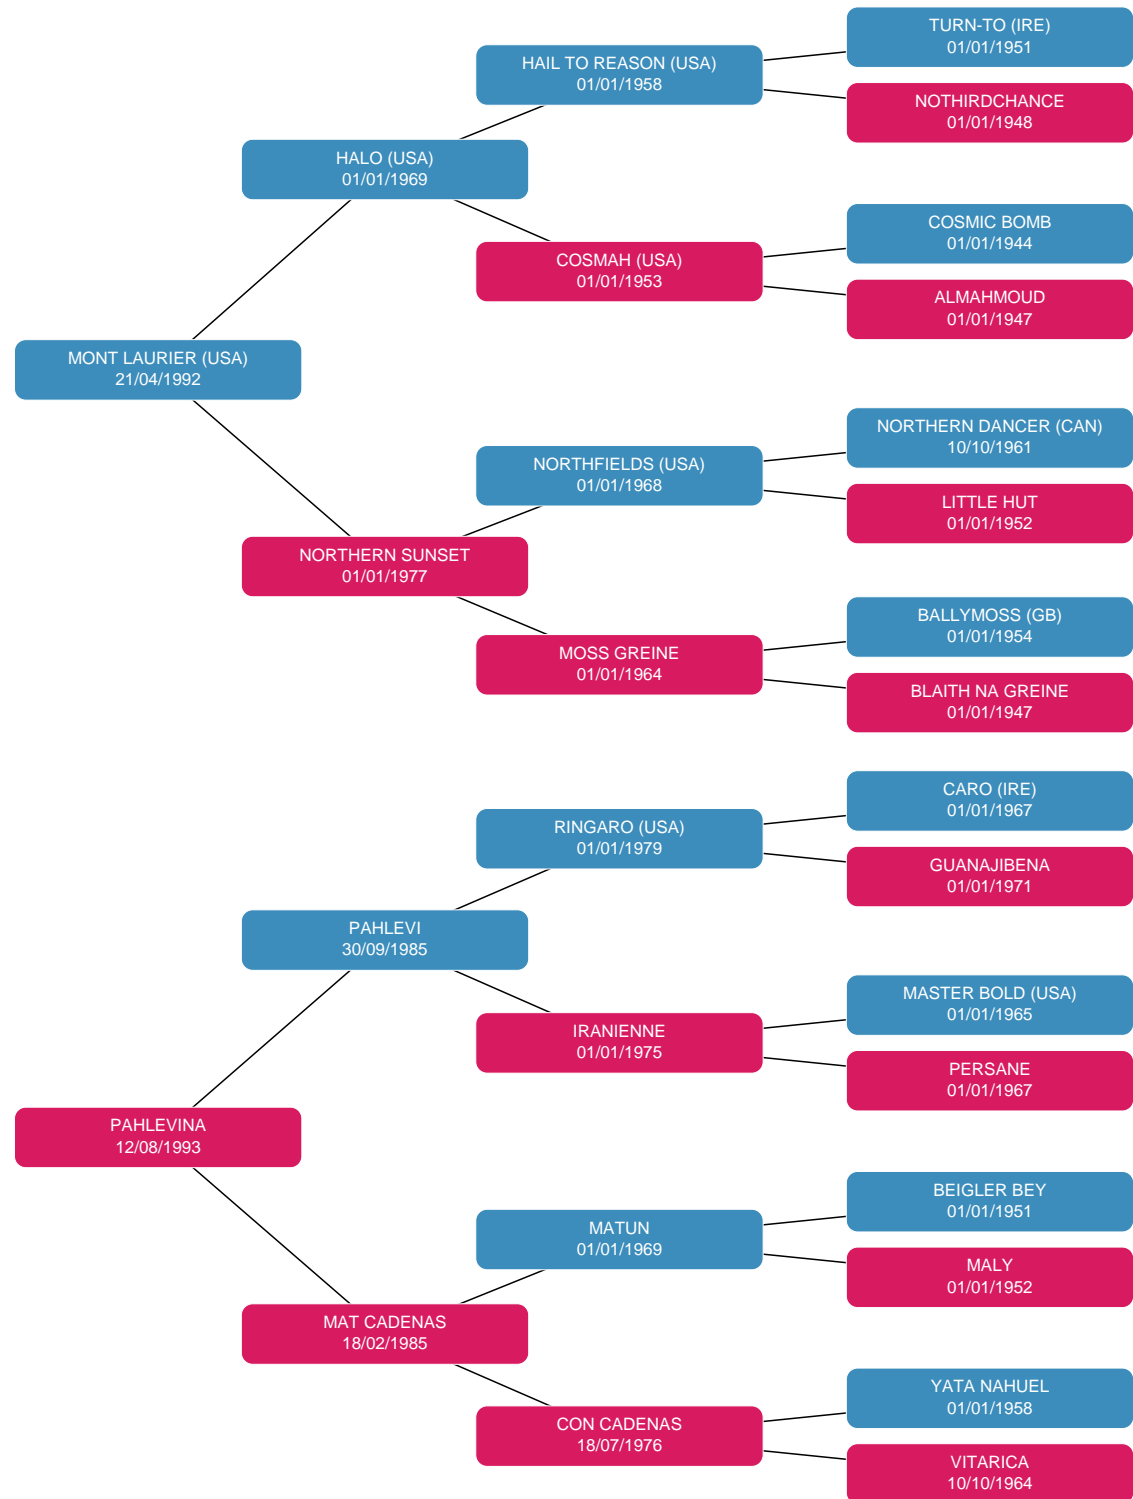 TURN-TO (IRE)
01/01/1951
HAIL TO REASON (USA)
01/01/1958
NOTHIRDCHANCE
01/01/1948
HALO (USA)
01/01/1969
COSMIC BOMB
01/01/1944
COSMAH (USA)
01/01/1953
ALMAHMOUD
01/01/1947
MONT LAURIER (USA)
21/04/1992
NORTHERN DANCER (CAN)
10/10/1961
NORTHFIELDS (USA)
01/01/1968
LITTLE HUT
01/01/1952
NORTHERN SUNSET
01/01/1977
BALLYMOSS (GB)
01/01/1954
MOSS GREINE
01/01/1964
BLAITH NA GREINE
01/01/1947
CARO (IRE)
01/01/1967
RINGARO (USA)
01/01/1979
GUANAJIBENA
01/01/1971
PAHLEVI
30/09/1985
MASTER BOLD (USA)
01/01/1965
IRANIENNE
01/01/1975
PERSANE
01/01/1967
PAHLEVINA
12/08/1993
BEIGLER BEY
01/01/1951
MATUN
01/01/1969
MALY
01/01/1952
MAT CADENAS
18/02/1985
YATA NAHUEL
01/01/1958
CON CADENAS
18/07/1976
VITARICA
10/10/1964